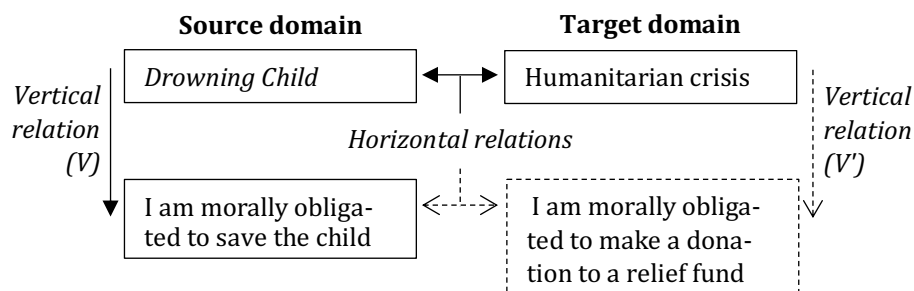 Source domain
Target domain
Drowning Child
Humanitarian crisis
Vertical
relation
(V)
Vertical
relation
(V')
Horizontal relations
I am morally obliga-
ted to save the child
I am morally obliga-
ted to make a dona-
tion to a relief fund